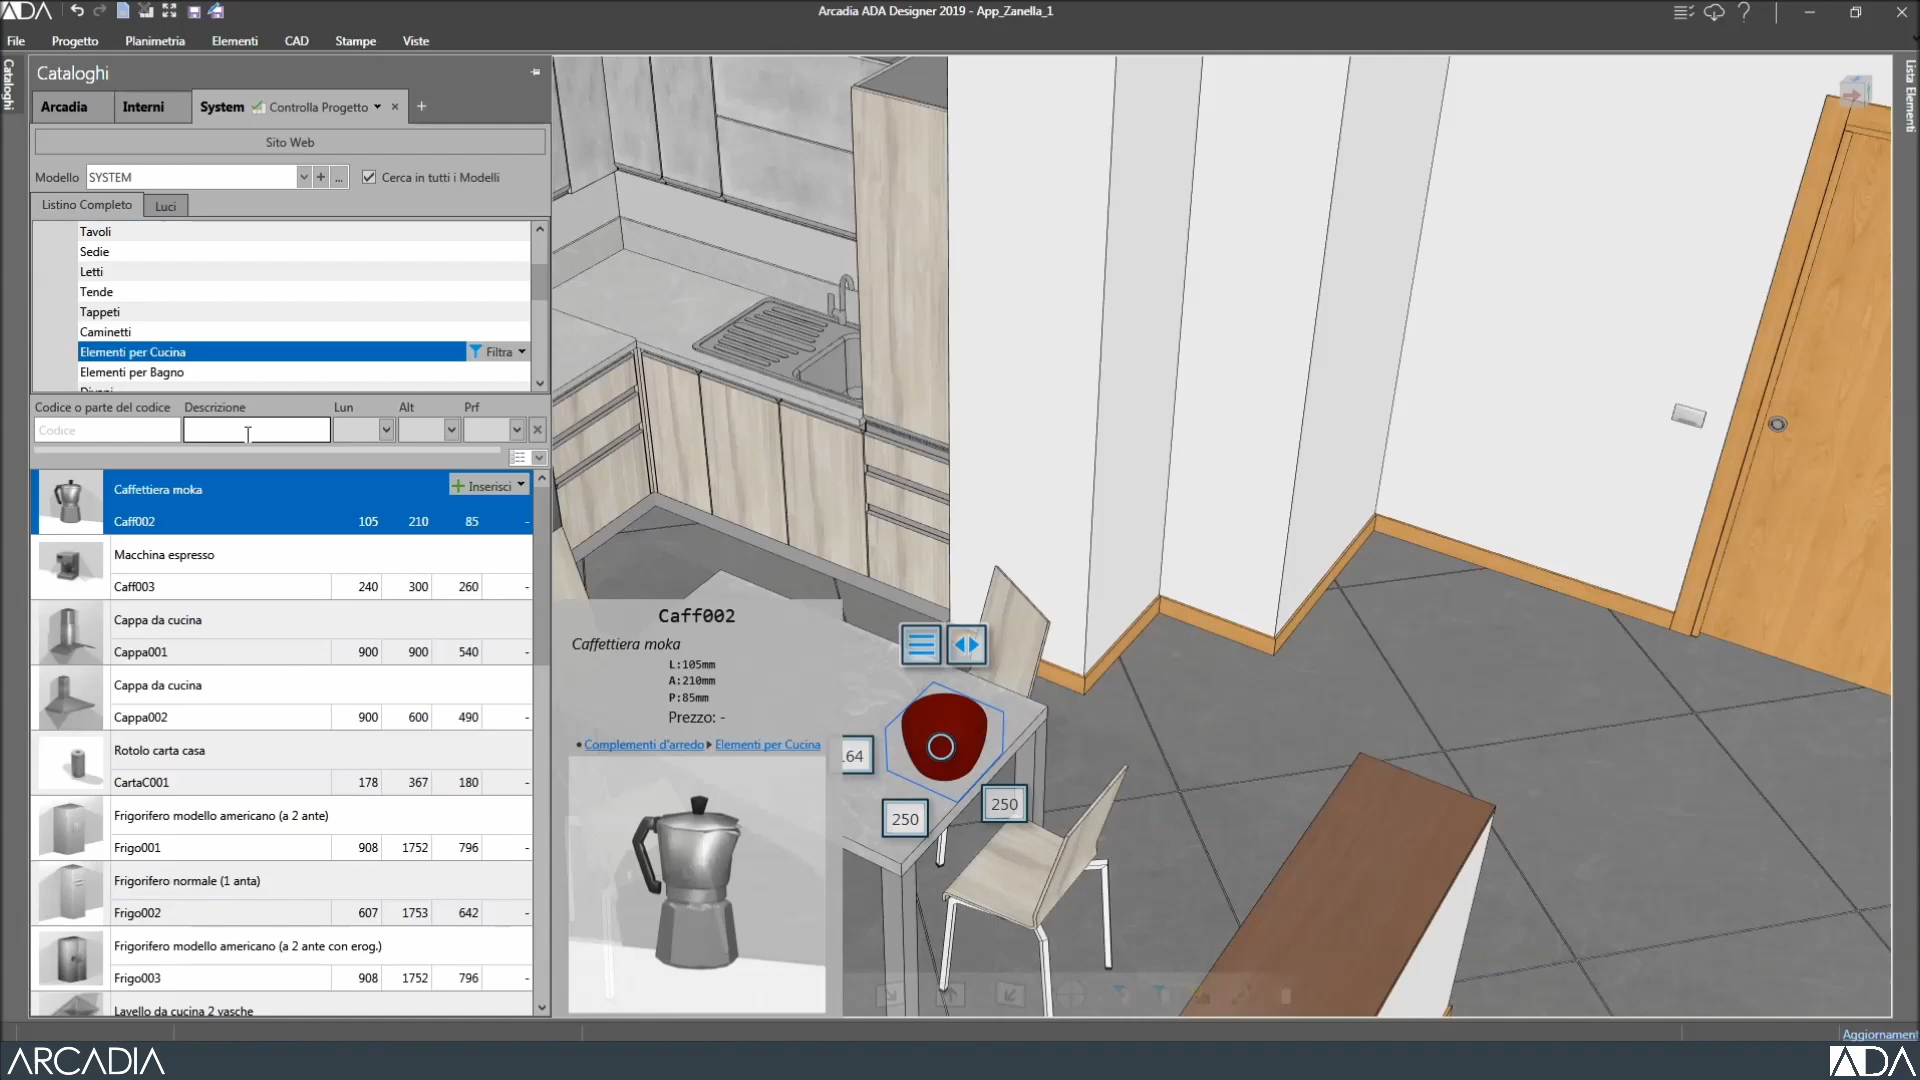 ADA
Arcadia ADA Designer 2019 - App_Zanella_1
File
Progetto
Planimetria
Elementi
CAD
Stampe
Viste
Cataloghi
Cataloghi
Lista Elementi
Arcadia
Interni
System
Controlla Progetto
Sito Web
Modello
SYSTEM
+
...
Cerca in tutti i Modelli
Listino Completo
Luci
Tavoli
Sedie
Letti
Tende
Tappeti
Caminetti
Elementi per Cucina
Filtra
Elementi per Bagno
Divani
Codice o parte del codice
Descrizione
Lun
Alt
Prf
Codice
Caffettiera moka
Inserisci
Caff002 105 210 85 -
Macchina espresso
Caff003 240 300 260 -
Cappa da cucina
Cappa001 900 900 540 -
Cappa da cucina
Cappa002 900 600 490 -
Rotolo carta casa
CartaC001 178 367 180 -
Frigorifero modello americano (a 2 ante)
Frigo001 908 1752 796 -
Frigorifero normale (1 anta)
Frigo002 607 1753 642 -
Frigorifero modello americano (a 2 ante con erog.)
Frigo003 908 1752 796 -
Lavello da cucina 2 vasche
Caff002
Caffettiera moka
L:105mm
A:210mm
P:85mm
Prezzo: -
• Complementi d'arredo ▸ Elementi per Cucina
64
250
250
Aggiornament
ARCADIA
ADA